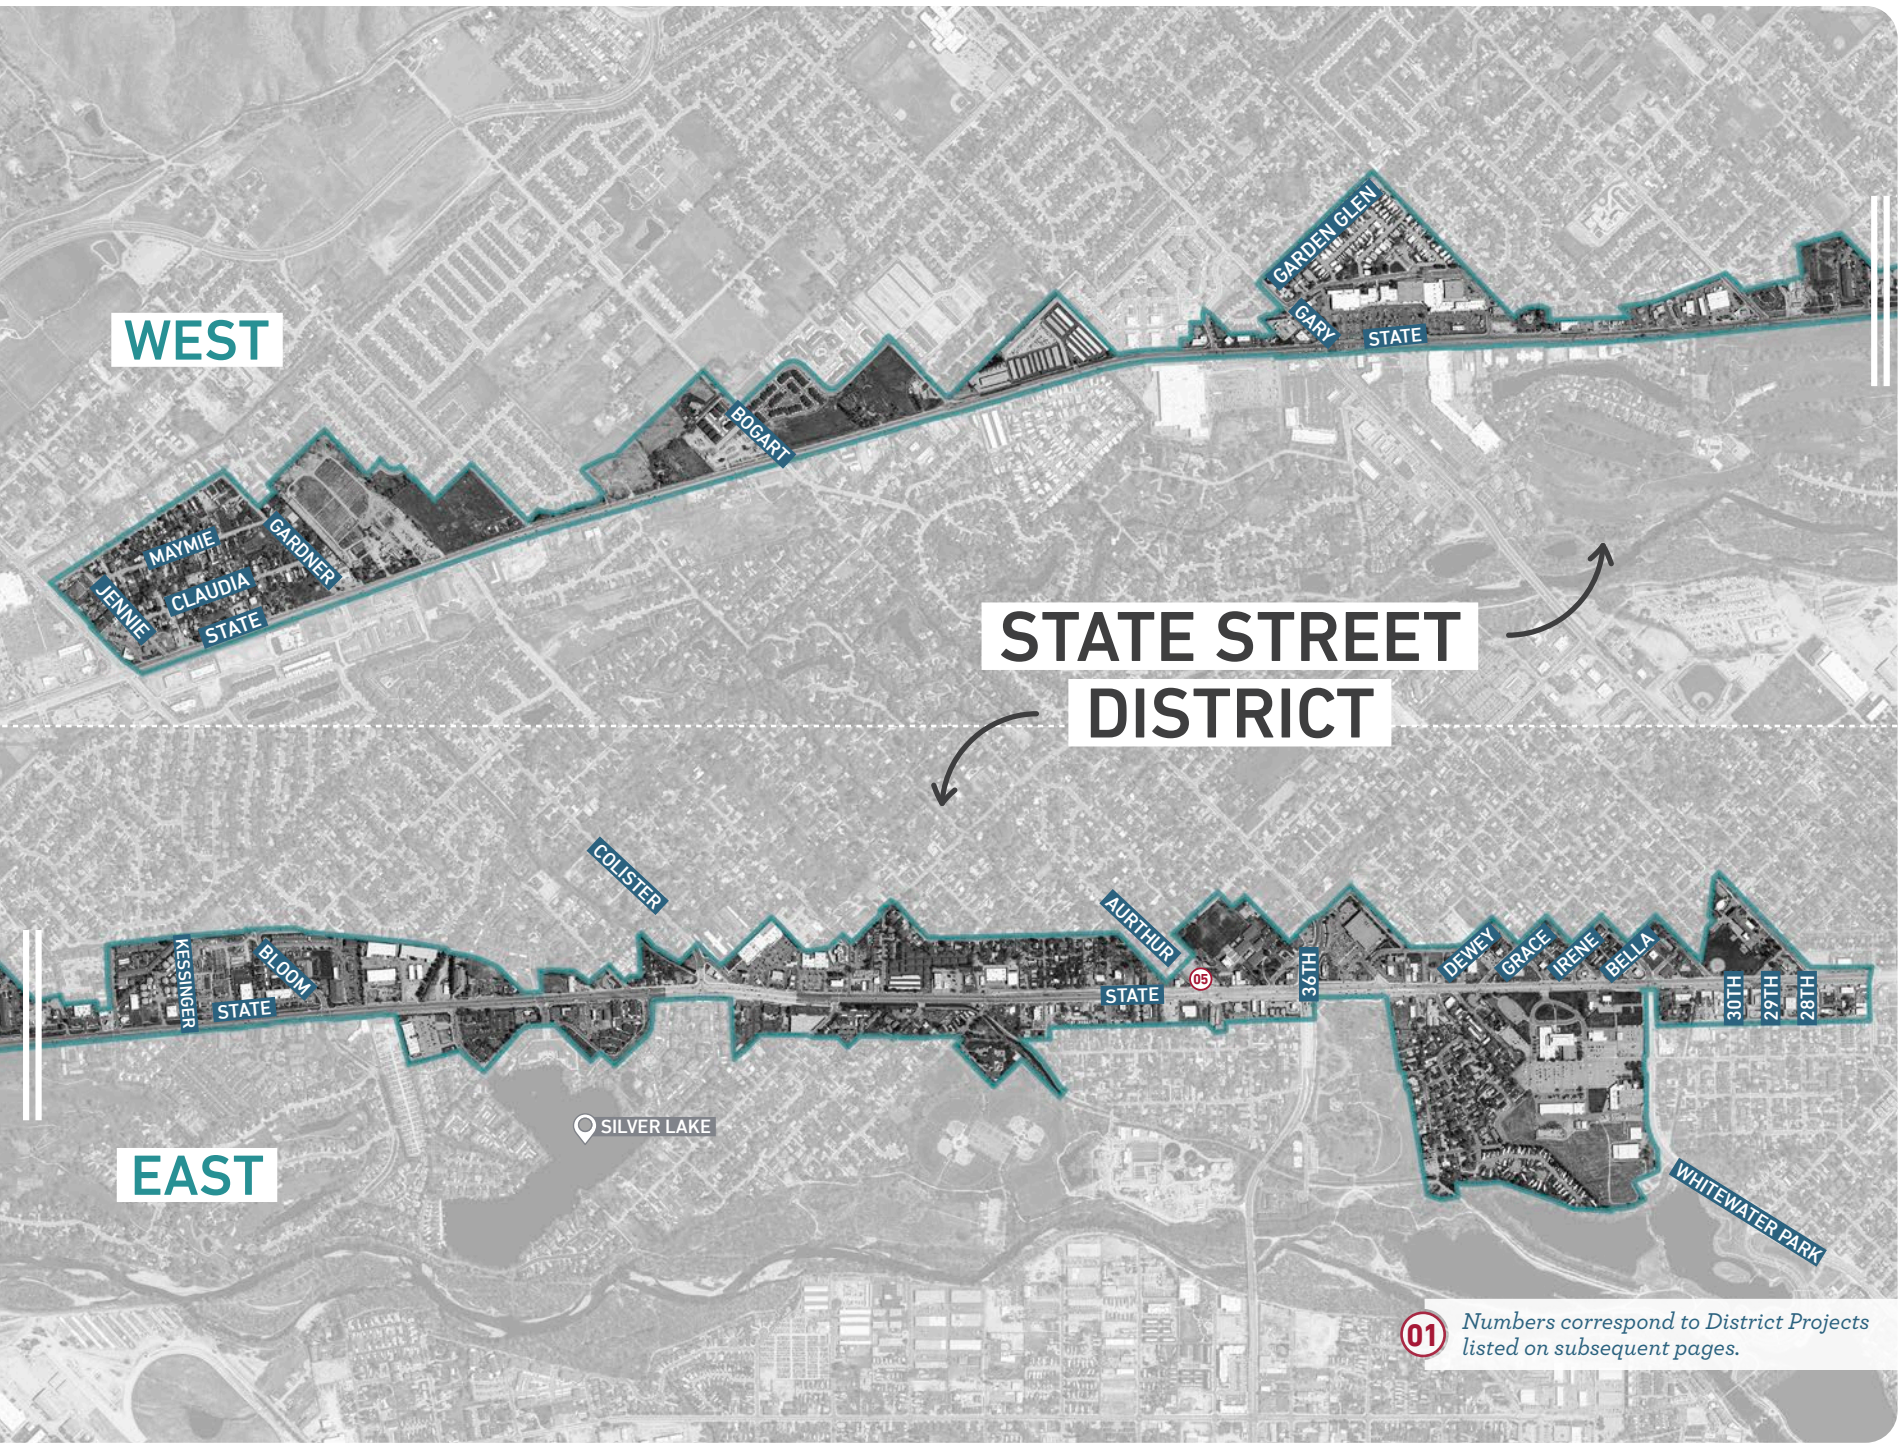 WEST
GARDEN GLEN
GARY
STATE
BOGART
MAYMIE
GARDNER
CLAUDIA
JENNIE
STATE
STATE STREET
DISTRICT
COLISTER
AURTHUR
KESSINGER
BLOOM
STATE
STATE
05
36TH
DEWEY
GRACE
IRENE
BELLA
30TH
29TH
28TH
SILVER LAKE
EAST
WHITEWATER PARK
01
Numbers correspond to District Projects
listed on subsequent pages.